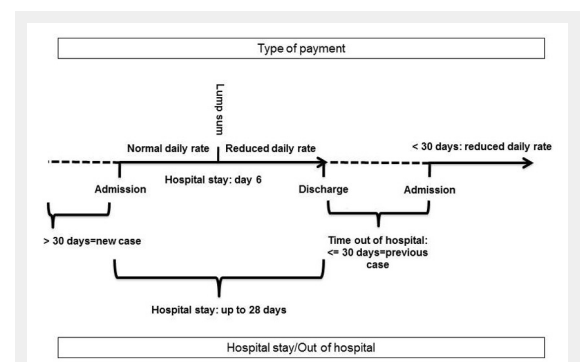 Type of payment
Lump sum
Normal daily rate
Reduced daily rate
< 30 days: reduced daily rate
Hospital stay: day 6
Admission
Discharge
Admission
> 30 days=new case
Time out of hospital:
<= 30 days=previous
case
Hospital stay: up to 28 days
Hospital stay/Out of hospital